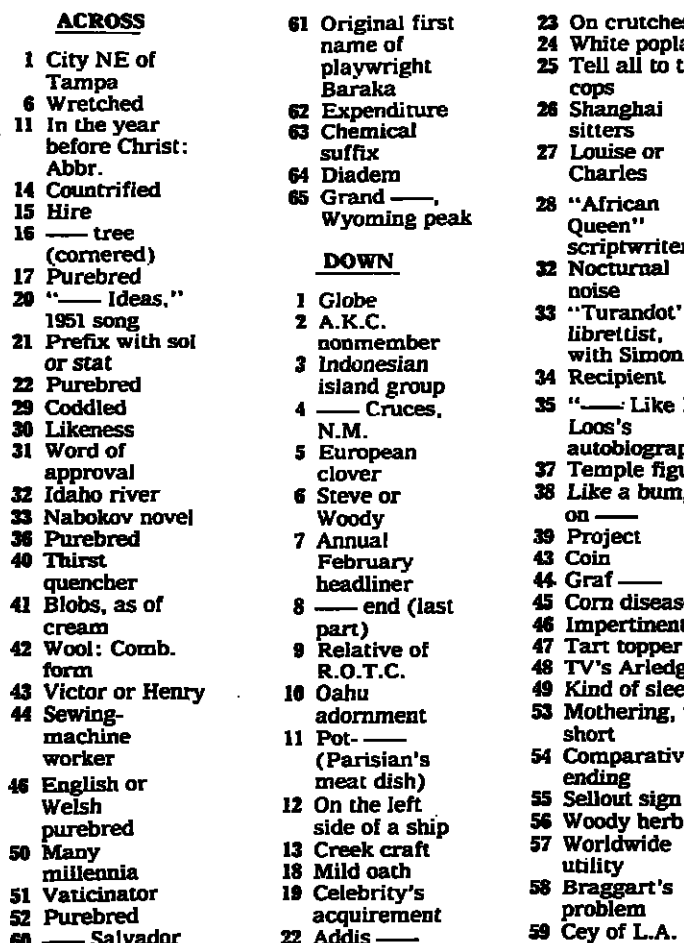 ACROSS
1 City NE of
Tampa
6 Wretched
11 In the year
before Christ:
Abbr.
14 Countrified
15 Hire
16 —— tree
(cornered)
17 Purebred
20 “—— Ideas,”
1951 song
21 Prefix with sol
or stat
22 Purebred
29 Coddled
30 Likeness
31 Word of
approval
32 Idaho river
33 Nabokov novel
36 Purebred
40 Thirst
quencher
41 Blobs, as of
cream
42 Wool: Comb.
form
43 Victor or Henry
44 Sewing-
machine
worker
46 English or
Welsh
purebred
50 Many
millennia
51 Vaticinator
52 Purebred
60 —— Salvador
61 Original first
name of
playwright
Baraka
62 Expenditure
63 Chemical
suffix
64 Diadem
65 Grand ——,
Wyoming peak
DOWN
1 Globe
2 A.K.C.
nonmember
3 Indonesian
island group
4 —— Cruces,
N.M.
5 European
clover
6 Steve or
Woody
7 Annual
February
headliner
8 —— end (last
part)
9 Relative of
R.O.T.C.
10 Oahu
adornment
11 Pot- ——
(Parisian's
meat dish)
12 On the left
side of a ship
13 Creek craft
18 Mild oath
19 Celebrity's
acquirement
22 Addis ——
23 On crutches
24 White popla
25 Tell all to t
cops
26 Shanghai
sitters
27 Louise or
Charles
28 “African
Queen”
scriptwriter
32 Nocturnal
noise
33 “Turandot”
librettist,
with Simon
34 Recipient
35 “—— Like
Loos's
autobiograp
37 Temple figu
38 Like a bum,
on ——
39 Project
43 Coin
44 Graf ——
45 Corn disease
46 Impertinent
47 Tart topper
48 TV's Arledg
49 Kind of slee
53 Mothering,
short
54 Comparativ
ending
55 Sellout sign
56 Woody herb
57 Worldwide
utility
58 Braggart's
problem
59 Cey of L.A.